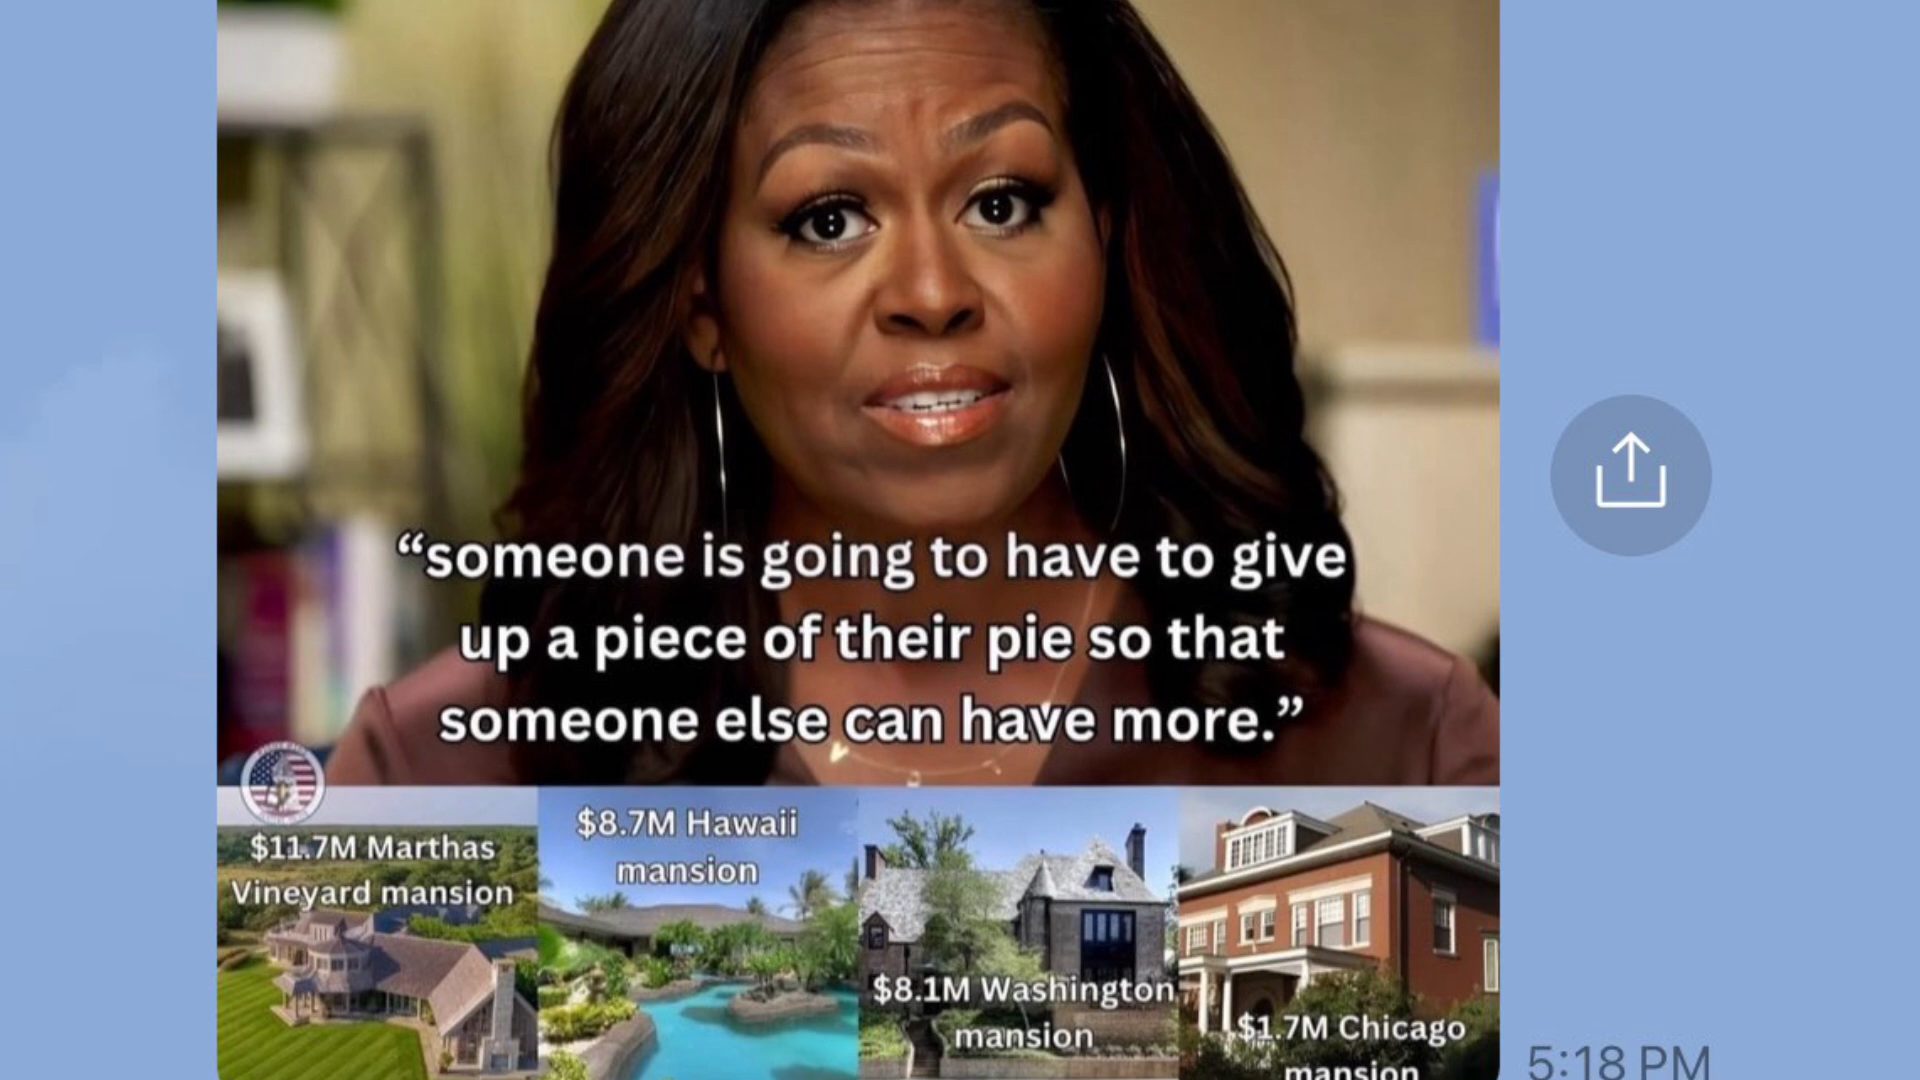 “someone is going to have to give
up a piece of their pie so that
someone else can have more.”
$11.7M Marthas
Vineyard mansion
$8.7M Hawaii
mansion
$8.1M Washington
mansion
$1.7M Chicago
mansion
5:18 PM